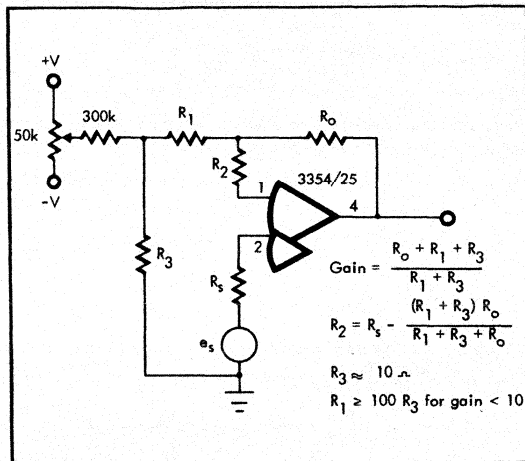 +V
50k
300k
-V
R1
Ro
R2
3354/25
1
4
2
R3
Rs
es
Gain = Ro + R1 + R3 / R1 + R3
R2 = Rs - (R1 + R3) Ro / R1 + R3 + Ro
R3 ≈ 10 Ω
R1 ≥ 100 R3 for gain < 10